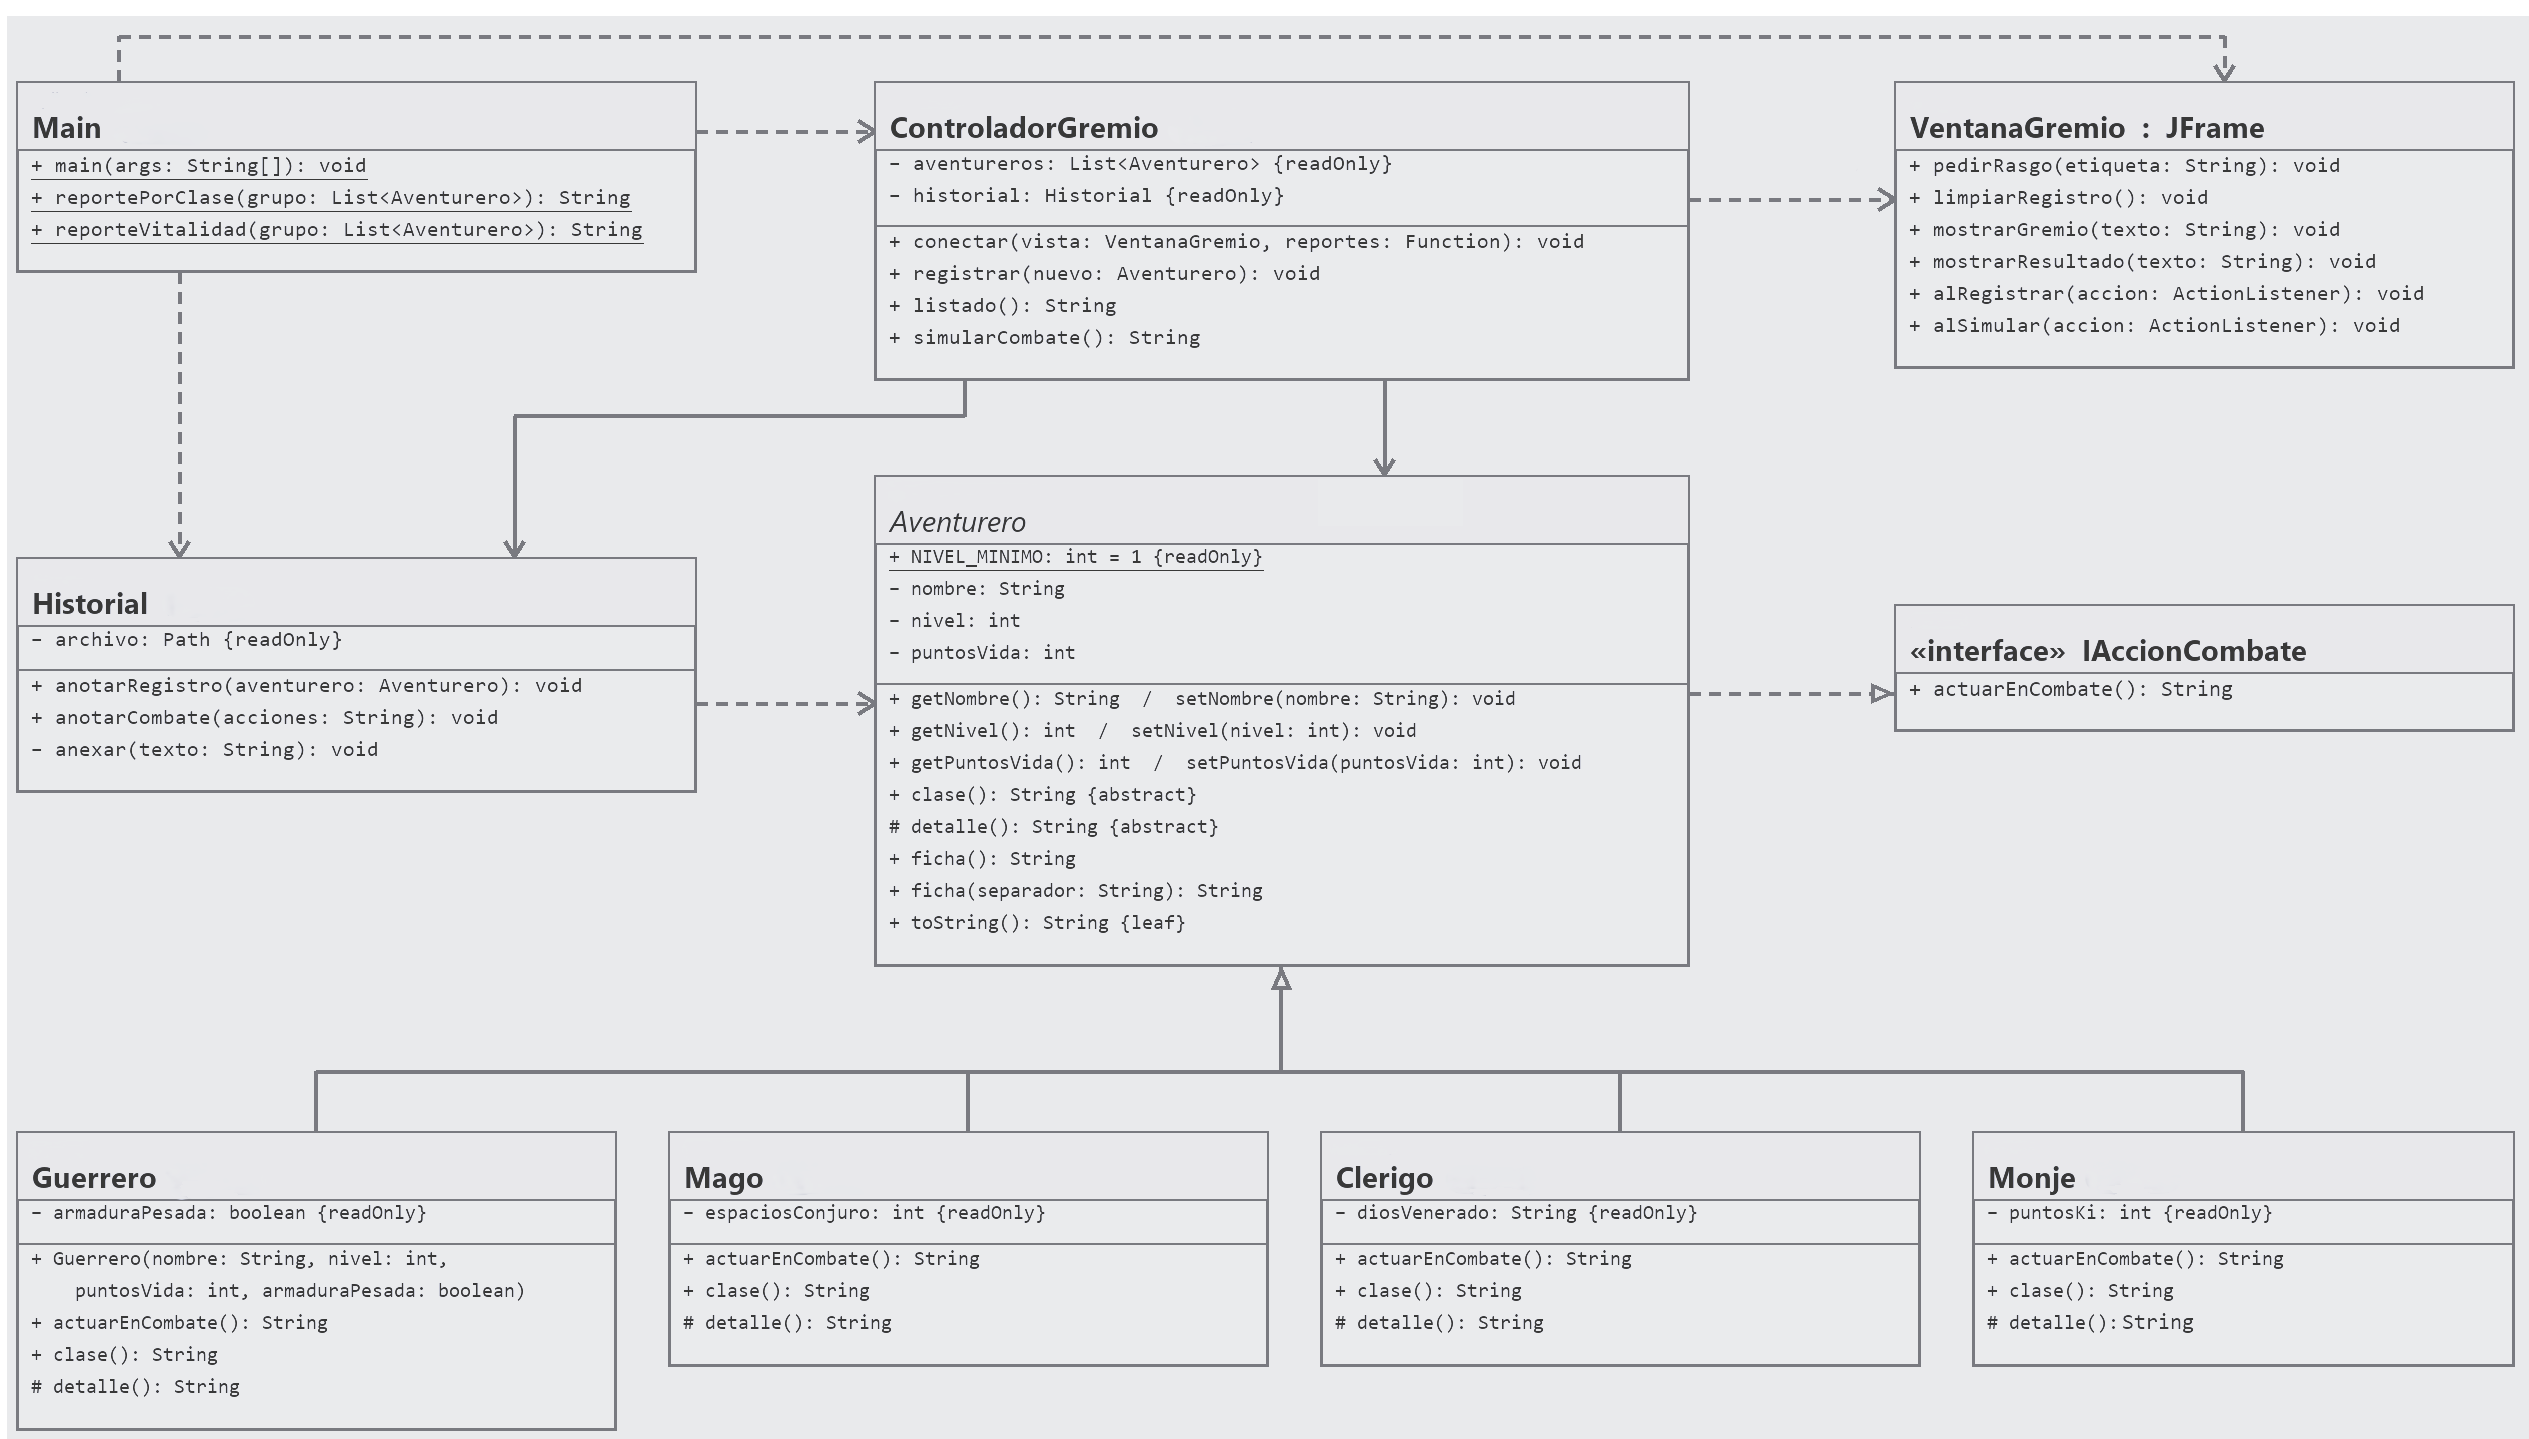 Main
+ main(args: String[]): void
+ reportePorClase(grupo: List<Aventurero>): String
+ reporteVitalidad(grupo: List<Aventurero>): String
ControladorGremio
– aventureros: List<Aventurero> {readOnly}
– historial: Historial {readOnly}
+ conectar(vista: VentanaGremio, reportes: Function): void
+ registrar(nuevo: Aventurero): void
+ listado(): String
+ simularCombate(): String
VentanaGremio : JFrame
+ pedirRasgo(etiqueta: String): void
+ limpiarRegistro(): void
+ mostrarGremio(texto: String): void
+ mostrarResultado(texto: String): void
+ alRegistrar(accion: ActionListener): void
+ alSimular(accion: ActionListener): void
Historial
– archivo: Path {readOnly}
+ anotarRegistro(aventurero: Aventurero): void
+ anotarCombate(acciones: String): void
– anexar(texto: String): void
Aventurero
+ NIVEL_MINIMO: int = 1 {readOnly}
– nombre: String
– nivel: int
– puntosVida: int
+ getNombre(): String / setNombre(nombre: String): void
+ getNivel(): int / setNivel(nivel: int): void
+ getPuntosVida(): int / setPuntosVida(puntosVida: int): void
+ clase(): String {abstract}
# detalle(): String {abstract}
+ ficha(): String
+ ficha(separador: String): String
+ toString(): String {leaf}
«interface» IAccionCombate
+ actuarEnCombate(): String
Guerrero
– armaduraPesada: boolean {readOnly}
+ Guerrero(nombre: String, nivel: int,
puntosVida: int, armaduraPesada: boolean)
+ actuarEnCombate(): String
+ clase(): String
# detalle(): String
Mago
– espaciosConjuro: int {readOnly}
+ actuarEnCombate(): String
+ clase(): String
# detalle(): String
Clerigo
– diosVenerado: String {readOnly}
+ actuarEnCombate(): String
+ clase(): String
# detalle(): String
Monje
– puntosKi: int {readOnly}
+ actuarEnCombate(): String
+ clase(): String
# detalle(): String